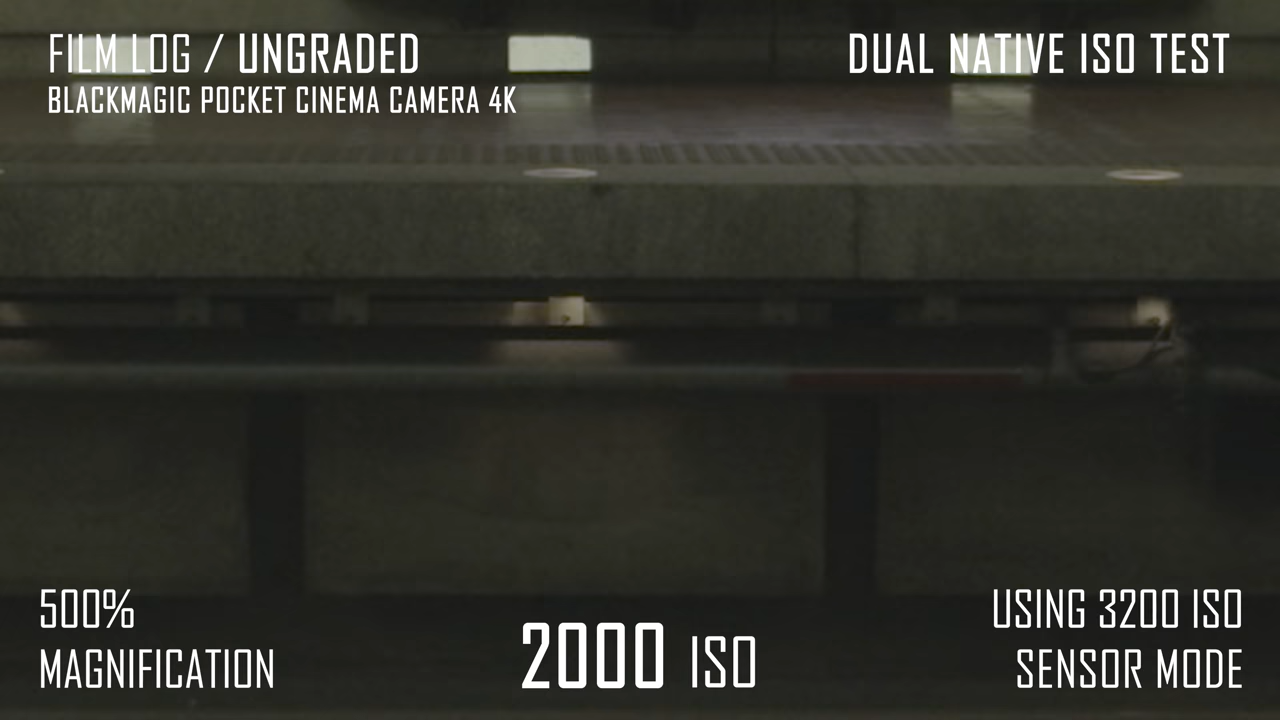 FILM LOG / UNGRADED
BLACKMAGIC POCKET CINEMA CAMERA 4K
DUAL NATIVE ISO TEST
500%
MAGNIFICATION
2000 ISO
USING 3200 ISO
SENSOR MODE